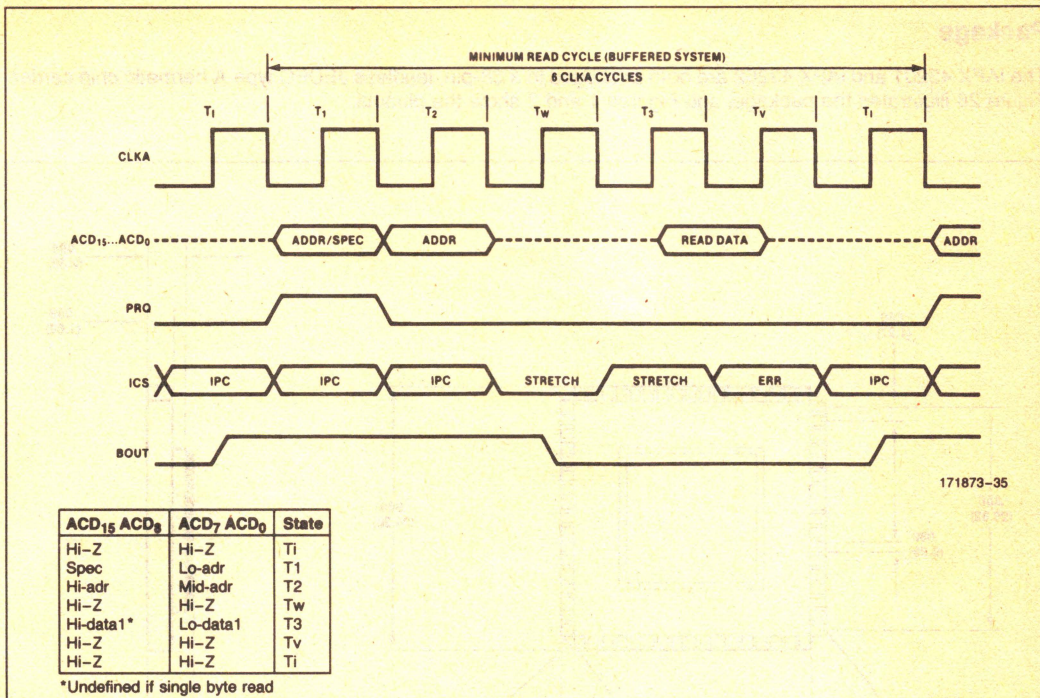 Package
MINIMUM READ CYCLE (BUFFERED SYSTEM)
6 CLKA CYCLES
TI T1 T2 TW T3 TV TI
CLKA
ACD15...ACD0 ADDR/SPEC ADDR READ DATA ADDR
PRQ
ICS IPC IPC IPC STRETCH STRETCH ERR IPC
BOUT
171873–35
ACD15 ACD8 ACD7 ACD0 State
Hi–Z Hi–Z Ti
Spec Lo-adr T1
Hi-adr Mid-adr T2
Hi–Z Hi–Z Tw
Hi-data1* Lo-data1 T3
Hi–Z Hi–Z Tv
Hi–Z Hi–Z Ti
*Undefined if single byte read